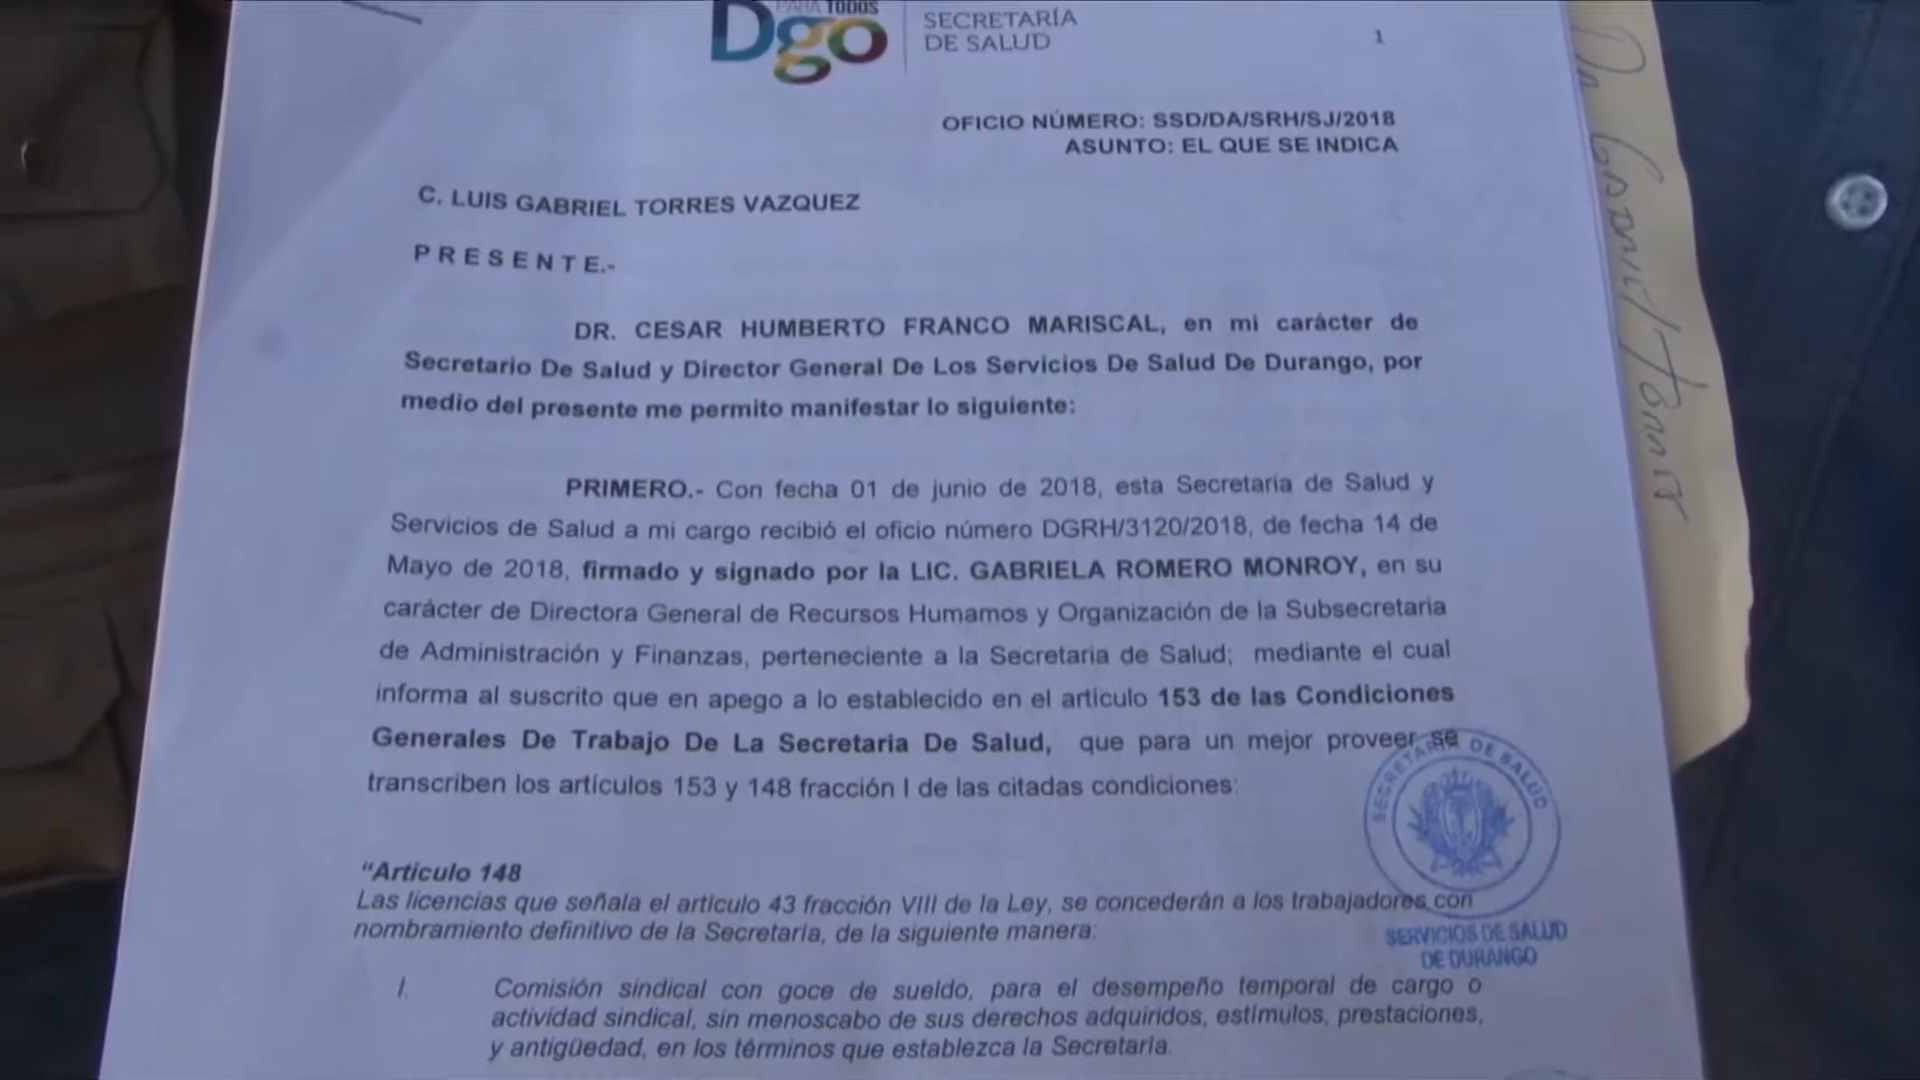 PARA TODOS
Dgo
SECRETARÍA
DE SALUD
1
OFICIO NÚMERO: SSD/DA/SRH/SJ/2018
ASUNTO: EL QUE SE INDICA
C. LUIS GABRIEL TORRES VAZQUEZ
P R E S E N T E.-
DR. CESAR HUMBERTO FRANCO MARISCAL, en mi carácter de
Secretario De Salud y Director General De Los Servicios De Salud De Durango, por
medio del presente me permito manifestar lo siguiente:
PRIMERO.- Con fecha 01 de junio de 2018, esta Secretaría de Salud y
Servicios de Salud a mi cargo recibió el oficio número DGRH/3120/2018, de fecha 14 de
Mayo de 2018, firmado y signado por la LIC. GABRIELA ROMERO MONROY, en su
carácter de Directora General de Recursos Humamos y Organización de la Subsecretaria
de Administración y Finanzas, perteneciente a la Secretaria de Salud; mediante el cual
informa al suscrito que en apego a lo establecido en el artículo 153 de las Condiciones
Generales De Trabajo De La Secretaria De Salud, que para un mejor proveer se
transcriben los artículos 153 y 148 fracción I de las citadas condiciones:
SECRETARIA DE SALUD
"Articulo 148
Las licencias que señala el articulo 43 fracción VIII de la Ley, se concederán a los trabajadores con
nombramiento definitivo de la Secretaría, de la siguiente manera:
SERVICIOS DE SALUD
DE DURANGO
I. Comisión sindical con goce de sueldo, para el desempeño temporal de cargo o
actividad sindical, sin menoscabo de sus derechos adquiridos, estímulos, prestaciones,
y antigüedad, en los términos que establezca la Secretaría.